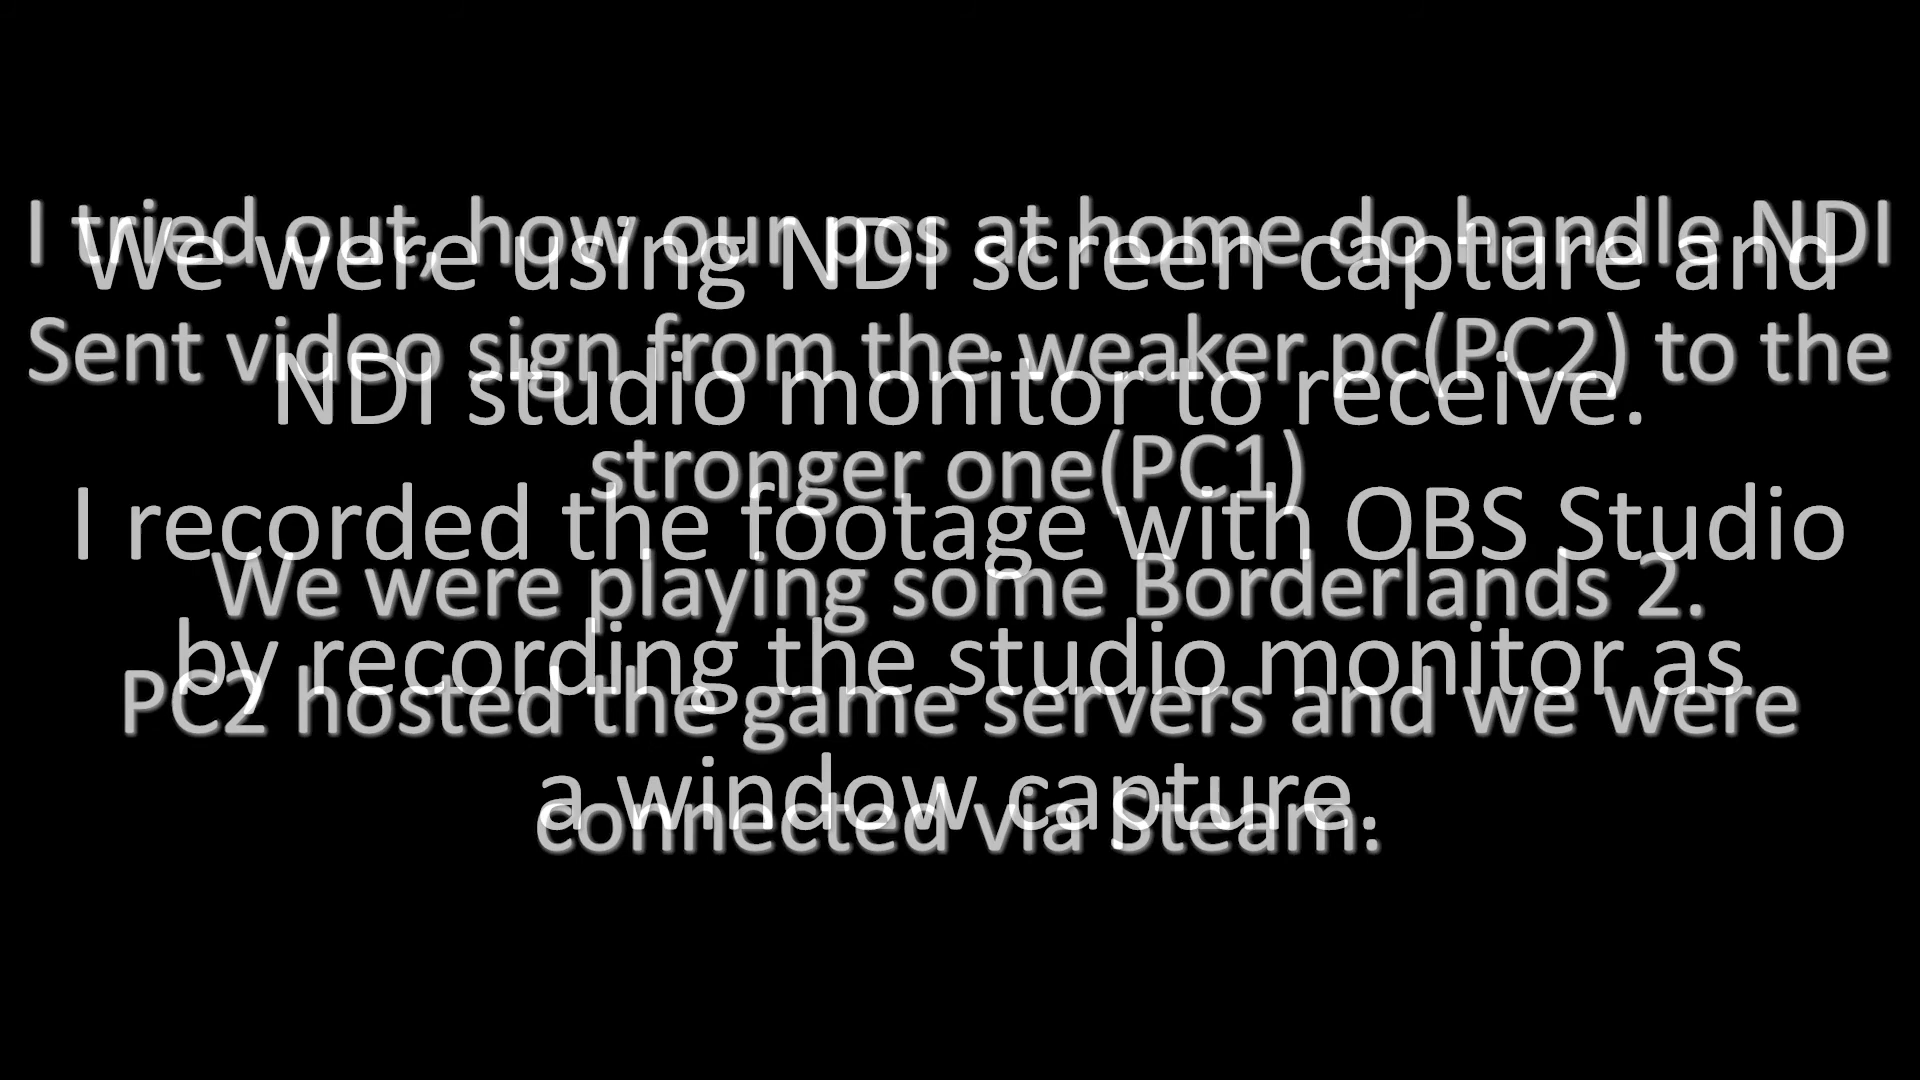 I tried out, how our pcs at home do handle NDI
Sent video sign from the weaker pc(PC2) to the
stronger one(PC1)
We were playing some Borderlands 2.
PC2 hosted the game servers and we were
connected via Steam.
We were using NDI screen capture and
NDI studio monitor to receive.
I recorded the footage with OBS Studio
by recording the studio monitor as
a window capture.